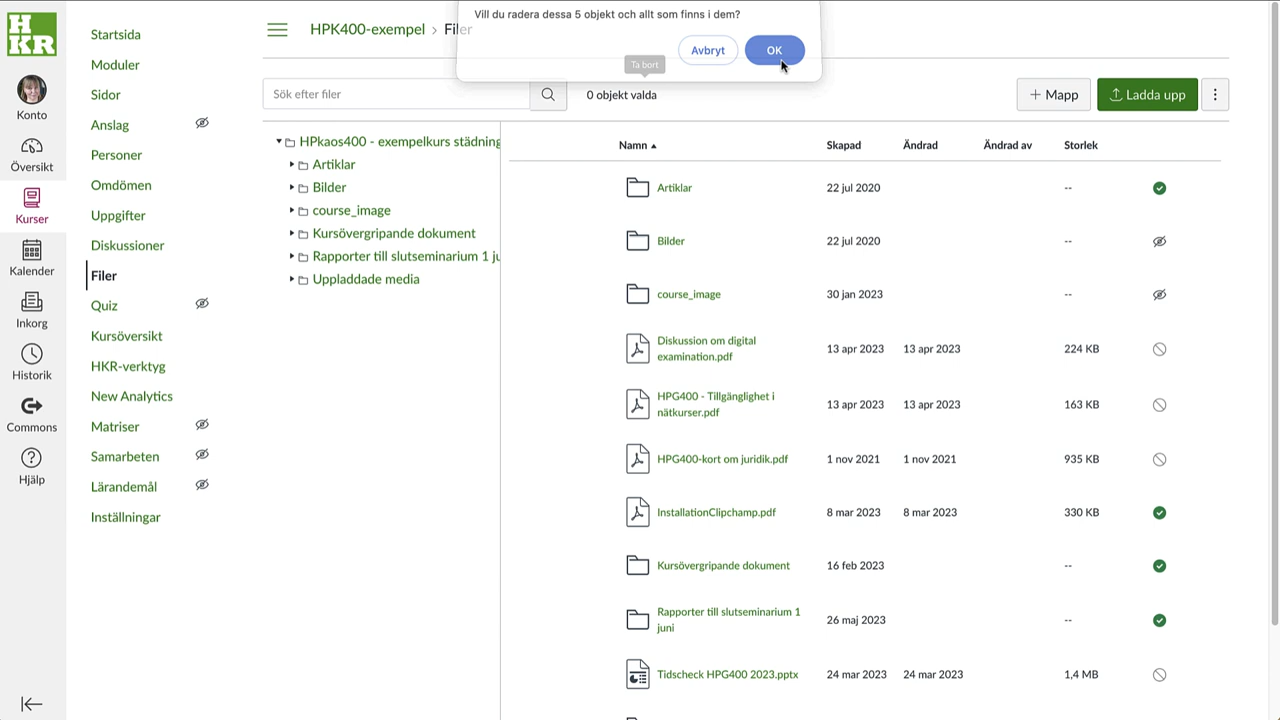 Vill du radera dessa 5 objekt och allt som finns i dem?
Avbryt
OK
Ta bort
HKR
Konto
Översikt
Kurser
Kalender
Inkorg
Historik
Commons
Hjälp
Startsida
Moduler
Sidor
Anslag
Personer
Omdömen
Uppgifter
Diskussioner
Filer
Quiz
Kursöversikt
HKR-verktyg
New Analytics
Matriser
Samarbeten
Lärandemål
Inställningar
HPK400-exempel › Filer
Sök efter filer
0 objekt valda
+ Mapp
Ladda upp
HPkaos400 - exempelkurs städning
Artiklar
Bilder
course_image
Kursövergripande dokument
Rapporter till slutseminarium 1 ju
Uppladdade media
Namn Skapad Ändrad Ändrad av Storlek
Artiklar 22 jul 2020 --
Bilder 22 jul 2020 --
course_image 30 jan 2023 --
Diskussion om digital
examination.pdf 13 apr 2023 13 apr 2023 224 KB
HPG400 - Tillgänglighet i
nätkurser.pdf 13 apr 2023 13 apr 2023 163 KB
HPG400-kort om juridik.pdf 1 nov 2021 1 nov 2021 935 KB
InstallationClipchamp.pdf 8 mar 2023 8 mar 2023 330 KB
Kursövergripande dokument 16 feb 2023 --
Rapporter till slutseminarium 1
juni 26 maj 2023 --
Tidscheck HPG400 2023.pptx 24 mar 2023 24 mar 2023 1,4 MB